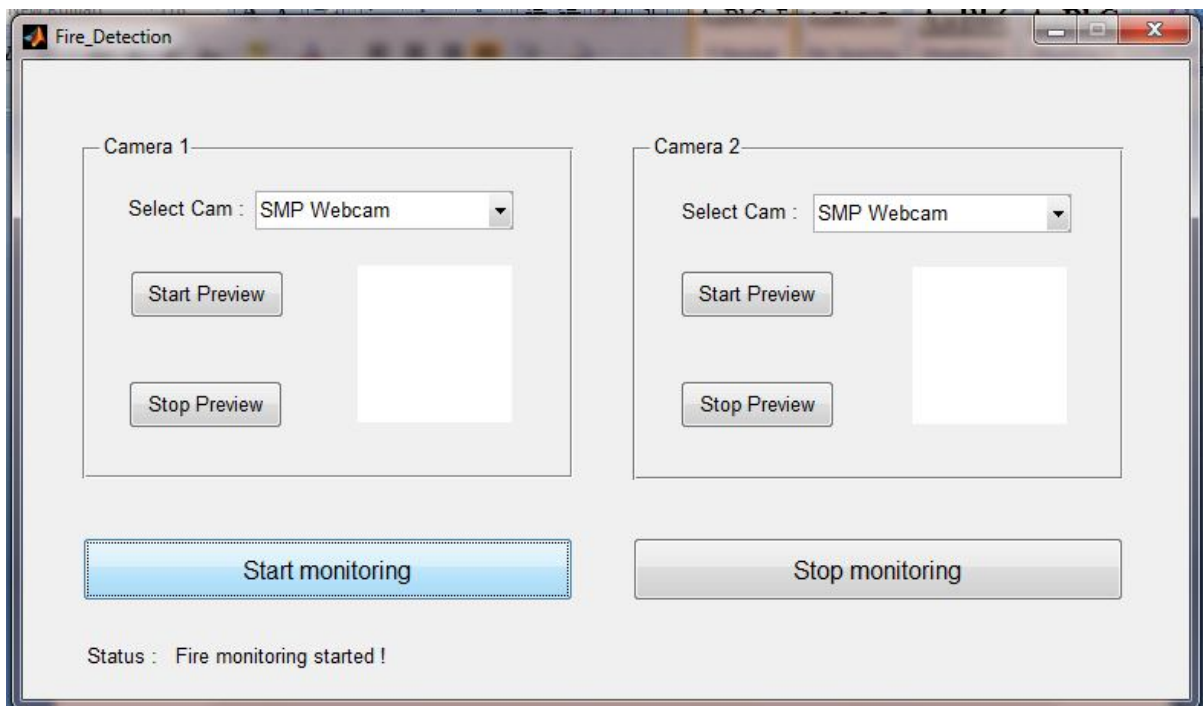 Fire_Detection
Camera 1
Select Cam : SMP Webcam
Start Preview
Stop Preview
Camera 2
Select Cam : SMP Webcam
Start Preview
Stop Preview
Start monitoring
Stop monitoring
Status : Fire monitoring started !